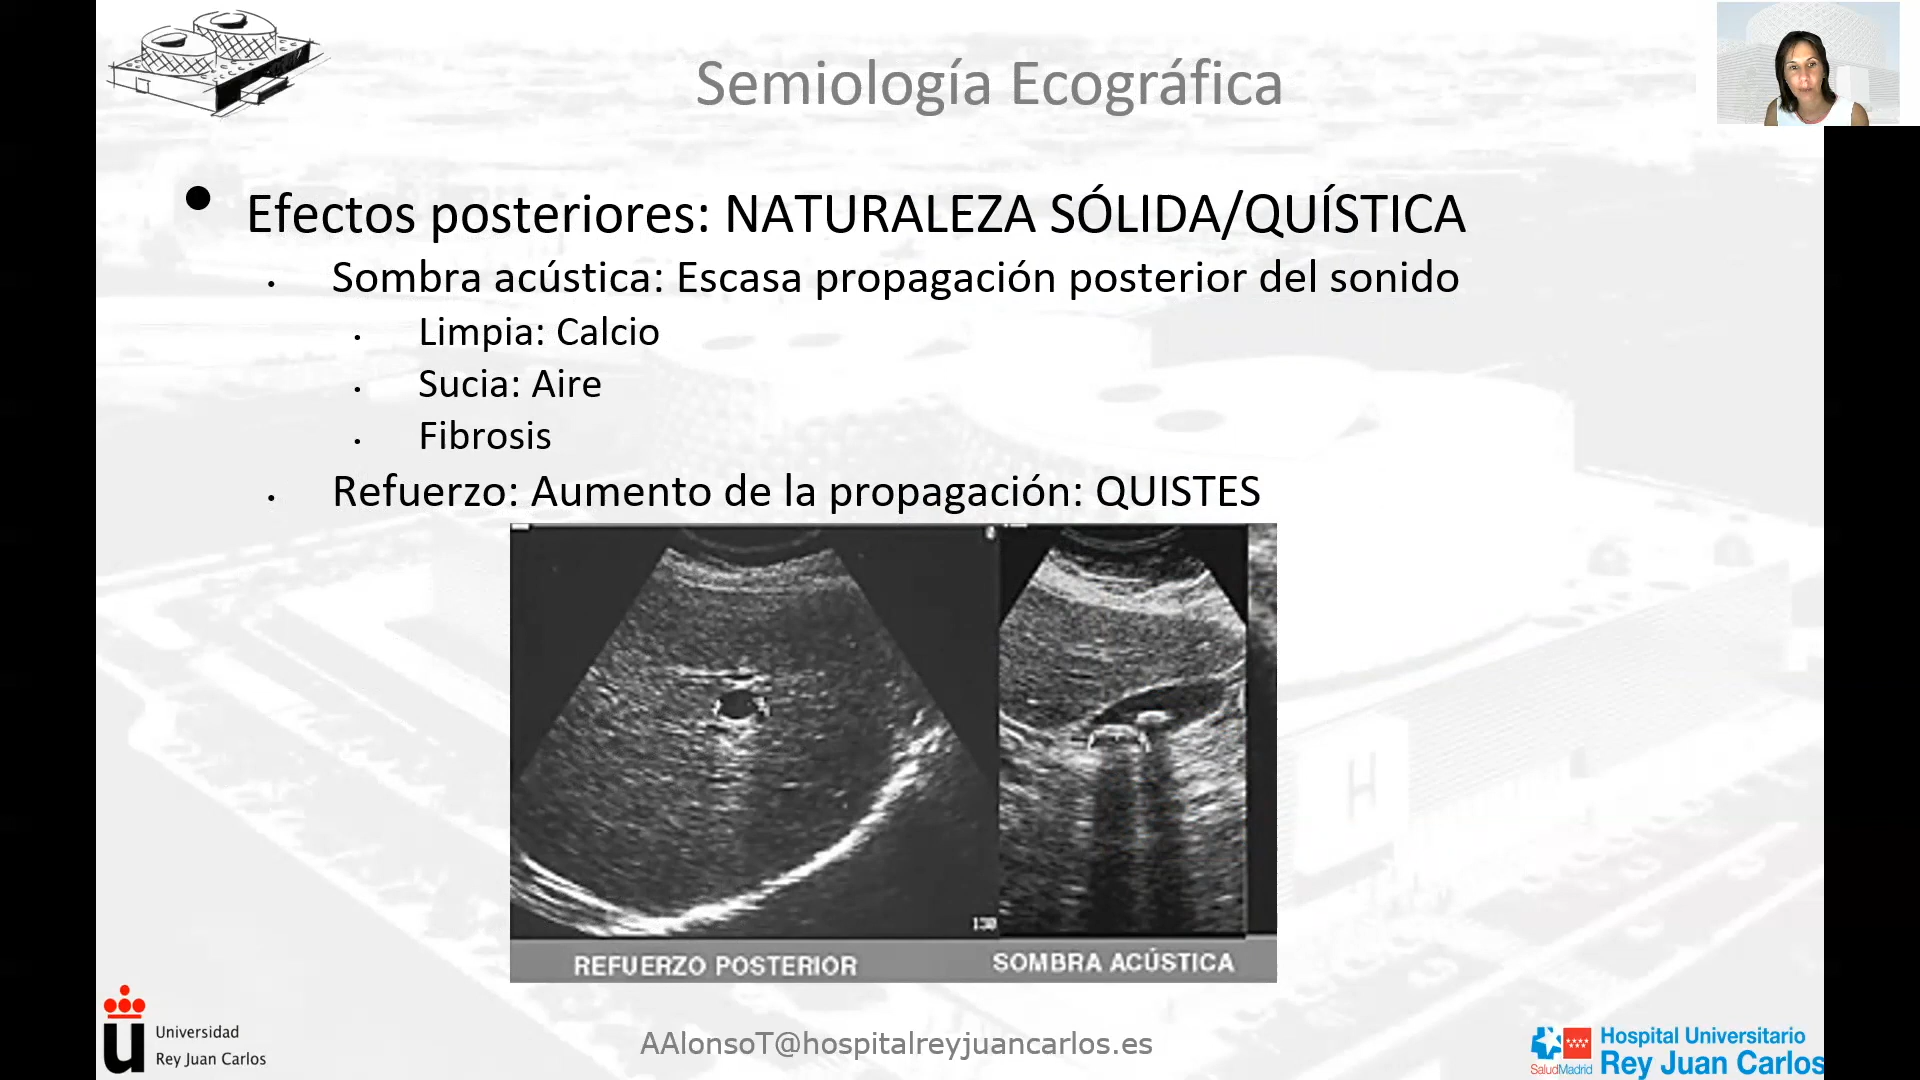 Semiología Ecográfica
• Efectos posteriores: NATURALEZA SÓLIDA/QUÍSTICA
• Sombra acústica: Escasa propagación posterior del sonido
• Limpia: Calcio
• Sucia: Aire
• Fibrosis
• Refuerzo: Aumento de la propagación: QUISTES
130
REFUERZO POSTERIOR
SOMBRA ACÚSTICA
H
u
Universidad
Rey Juan Carlos
AAlonsoT@hospitalreyjuancarlos.es
SaludMadrid
Hospital Universitario
Rey Juan Carlos